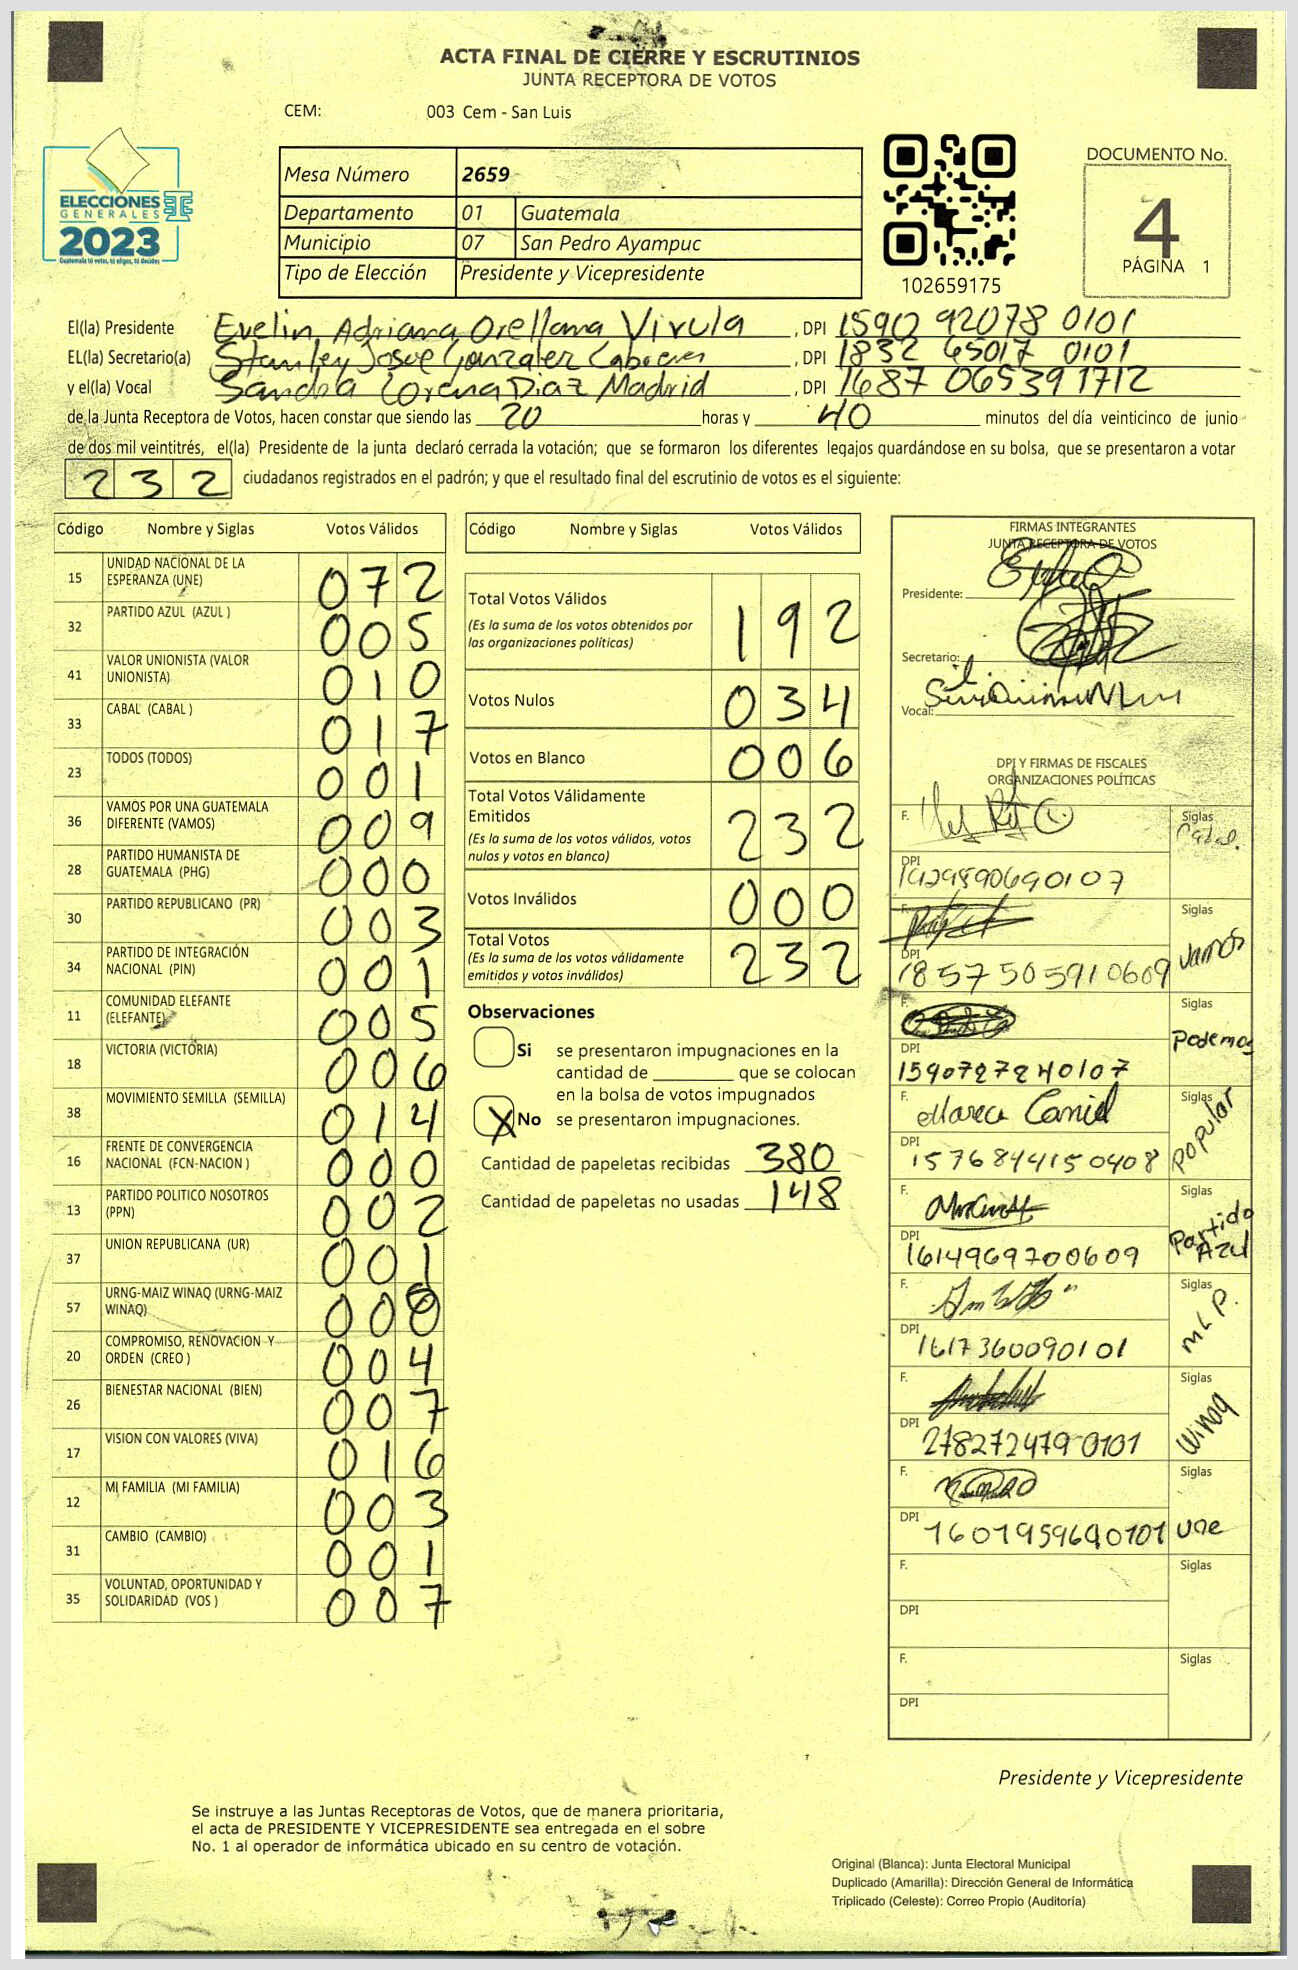 ACTA FINAL DE CIERRE Y ESCRUTINIOS
JUNTA RECEPTORA DE VOTOS
CEM: 003 Cem - San Luis
ELECCIONES
GENERALES
2023
Guatemala tú votas, tú eliges, tú decides
Mesa Número 2659
Departamento 01 Guatemala
Municipio 07 San Pedro Ayampuc
Tipo de Elección Presidente y Vicepresidente
102659175
DOCUMENTO No.
4
PÁGINA 1
El(la) Presidente Evelin Adriana Orellana Virula , DPI 1590 92078 0101
EL(la) Secretario(a) Stanley Josue Gonzalez , DPI 1832 65017 0101
y el(la) Vocal Sandra Lorena Diaz Madrid , DPI 1687 06539 1712
de la Junta Receptora de Votos, hacen constar que siendo las 20 horas y 40 minutos del día veinticinco de junio
de dos mil veintitrés, el(la) Presidente de la junta declaró cerrada la votación; que se formaron los diferentes legajos quardándose en su bolsa, que se presentaron a votar
232 ciudadanos registrados en el padrón; y que el resultado final del escrutinio de votos es el siguiente:
Código Nombre y Siglas Votos Válidos
15 UNIDAD NACIONAL DE LA ESPERANZA (UNE) 072
32 PARTIDO AZUL (AZUL ) 005
41 VALOR UNIONISTA (VALOR UNIONISTA) 010
33 CABAL (CABAL ) 017
23 TODOS (TODOS) 001
36 VAMOS POR UNA GUATEMALA DIFERENTE (VAMOS) 009
28 PARTIDO HUMANISTA DE GUATEMALA (PHG) 000
30 PARTIDO REPUBLICANO (PR) 003
34 PARTIDO DE INTEGRACIÓN NACIONAL (PIN) 001
11 COMUNIDAD ELEFANTE (ELEFANTE) 005
18 VICTORIA (VICTORIA) 006
38 MOVIMIENTO SEMILLA (SEMILLA) 014
16 FRENTE DE CONVERGENCIA NACIONAL (FCN-NACION ) 000
13 PARTIDO POLITICO NOSOTROS (PPN) 002
37 UNION REPUBLICANA (UR) 001
57 URNG-MAIZ WINAQ (URNG-MAIZ WINAQ) 008
20 COMPROMISO, RENOVACION Y ORDEN (CREO ) 004
26 BIENESTAR NACIONAL (BIEN) 007
17 VISION CON VALORES (VIVA) 016
12 MI FAMILIA (MI FAMILIA) 003
31 CAMBIO (CAMBIO) 001
35 VOLUNTAD, OPORTUNIDAD Y SOLIDARIDAD (VOS ) 007
Código Nombre y Siglas Votos Válidos
Total Votos Válidos 192
(Es la suma de los votos obtenidos por
las organizaciones políticas)
Votos Nulos 034
Votos en Blanco 006
Total Votos Válidamente
Emitidos 232
(Es la suma de los votos válidos, votos
nulos y votos en blanco)
Votos Inválidos 000
Total Votos 232
(Es la suma de los votos válidamente
emitidos y votos inválidos)
Observaciones
Si se presentaron impugnaciones en la
cantidad de ________ que se colocan
en la bolsa de votos impugnados
X No se presentaron impugnaciones.
Cantidad de papeletas recibidas 380
Cantidad de papeletas no usadas 148
FIRMAS INTEGRANTES
JUNTA RECEPTORA DE VOTOS
Presidente:
Secretario:
Vocal:
DPI Y FIRMAS DE FISCALES
ORGANIZACIONES POLÍTICAS
F. Siglas Cabal.
DPI 1929890690107
F. Siglas Vamos
DPI 1857505910609
F. Siglas Podemos
DPI 1590727240107
F. Siglas Popular
DPI 1576844150408
F. Siglas Partido Azul
DPI 1614969700609
F. Siglas M L P.
DPI 1617360090101
F. Siglas Winaq
DPI 2782724790101
F. Siglas une
DPI 1601959690101
F. Siglas
DPI
F. Siglas
DPI
Presidente y Vicepresidente
Se instruye a las Juntas Receptoras de Votos, que de manera prioritaria,
el acta de PRESIDENTE Y VICEPRESIDENTE sea entregada en el sobre
No. 1 al operador de informática ubicado en su centro de votación.
Original (Blanca): Junta Electoral Municipal
Duplicado (Amarilla): Dirección General de Informática
Triplicado (Celeste): Correo Propio (Auditoría)